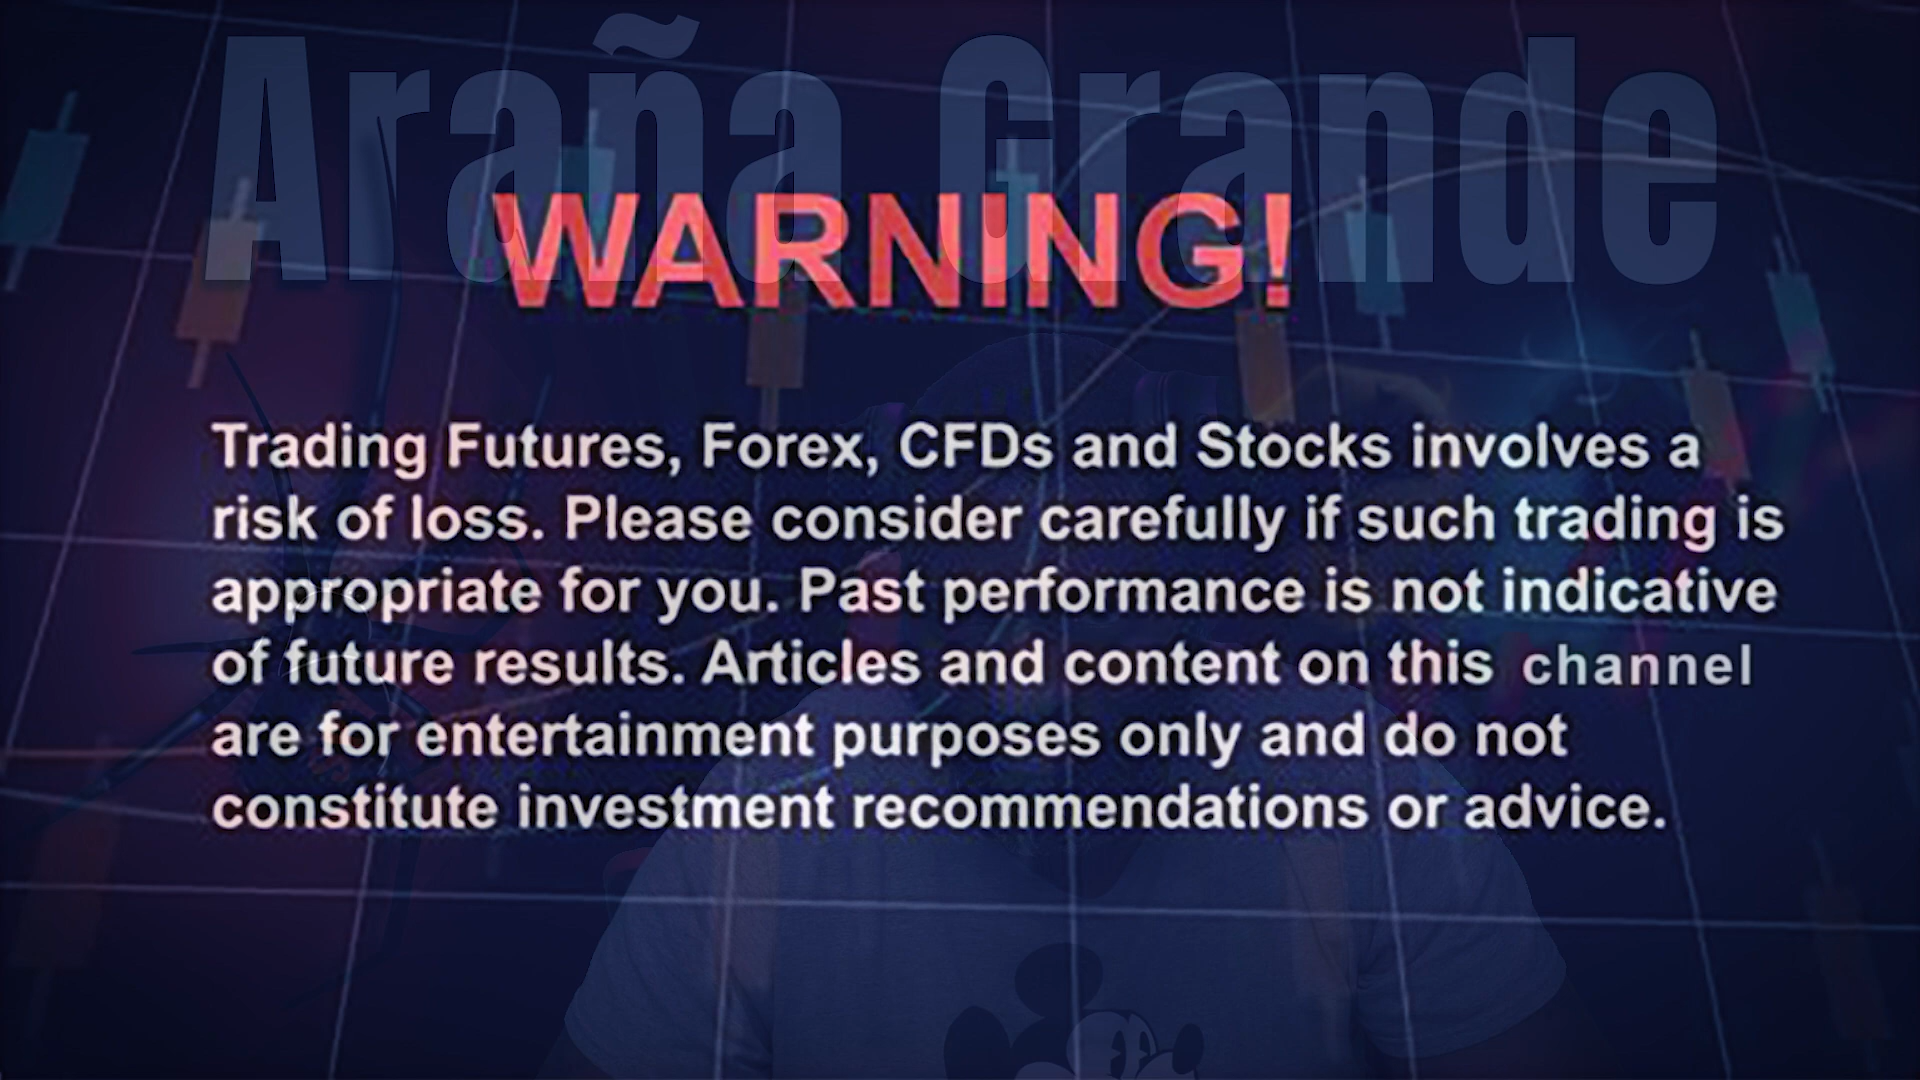 Araña Grande
WARNING!
Trading Futures, Forex, CFDs and Stocks involves a
risk of loss. Please consider carefully if such trading is
appropriate for you. Past performance is not indicative
of future results. Articles and content on this channel
are for entertainment purposes only and do not
constitute investment recommendations or advice.